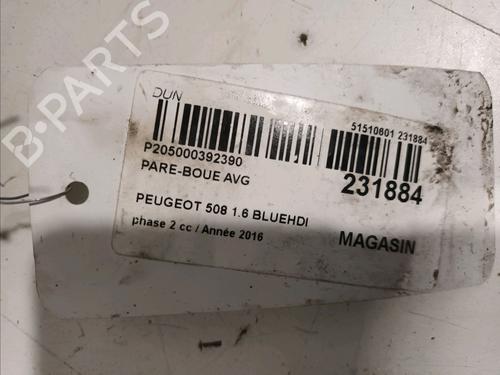 B-PARTS
DUN
51510601 231884
P205000392390
PARE-BOUE AVG
231884
PEUGEOT 508 1.6 BLUEHDI
phase 2 cc / Année 2016
MAGASIN